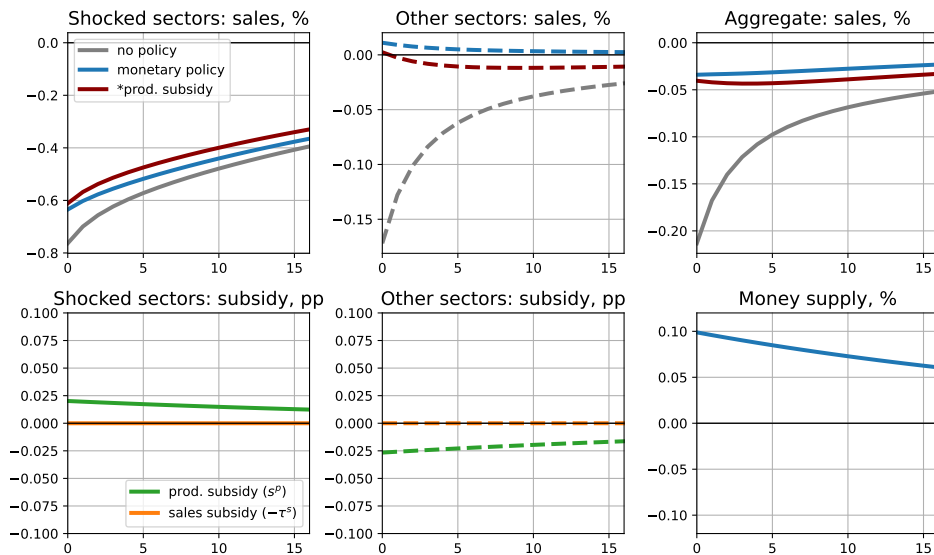 Shocked sectors: sales, %
Other sectors: sales, %
Aggregate: sales, %
0.0
−0.2
−0.4
−0.6
−0.8
no policy
monetary policy
*prod. subsidy
0 5 10 15
0.00
−0.05
−0.10
−0.15
0 5 10 15
0.00
−0.05
−0.10
−0.15
−0.20
0 5 10 15
Shocked sectors: subsidy, pp
Other sectors: subsidy, pp
Money supply, %
0.100
0.075
0.050
0.025
0.000
−0.025
−0.050
−0.075
−0.100
prod. subsidy (s^p)
sales subsidy (−τ^s)
0 5 10 15
0.100
0.075
0.050
0.025
0.000
−0.025
−0.050
−0.075
−0.100
0 5 10 15
0.10
0.05
0.00
−0.05
−0.10
0 5 10 15